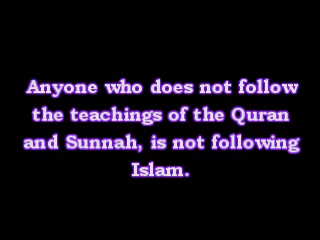 Anyone who does not follow
the teachings of the Quran
and Sunnah, is not following
Islam.